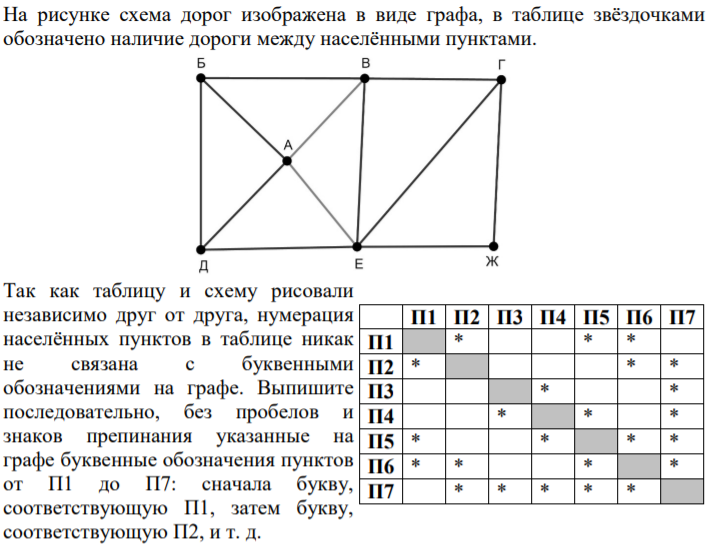 На рисунке схема дорог изображена в виде графа, в таблице звёздочками
обозначено наличие дороги между населёнными пунктами.
Б В Г
А
Д Е Ж
Так как таблицу и схему рисовали
независимо друг от друга, нумерация
населённых пунктов в таблице никак
не связана с буквенными
обозначениями на графе. Выпишите
последовательно, без пробелов и
знаков препинания указанные на
графе буквенные обозначения пунктов
от П1 до П7: сначала букву,
соответствующую П1, затем букву,
соответствующую П2, и т. д.
П1 П2 П3 П4 П5 П6 П7
П1 * * *
П2 * * *
П3 * *
П4 * * *
П5 * * * *
П6 * * * *
П7 * * * * *